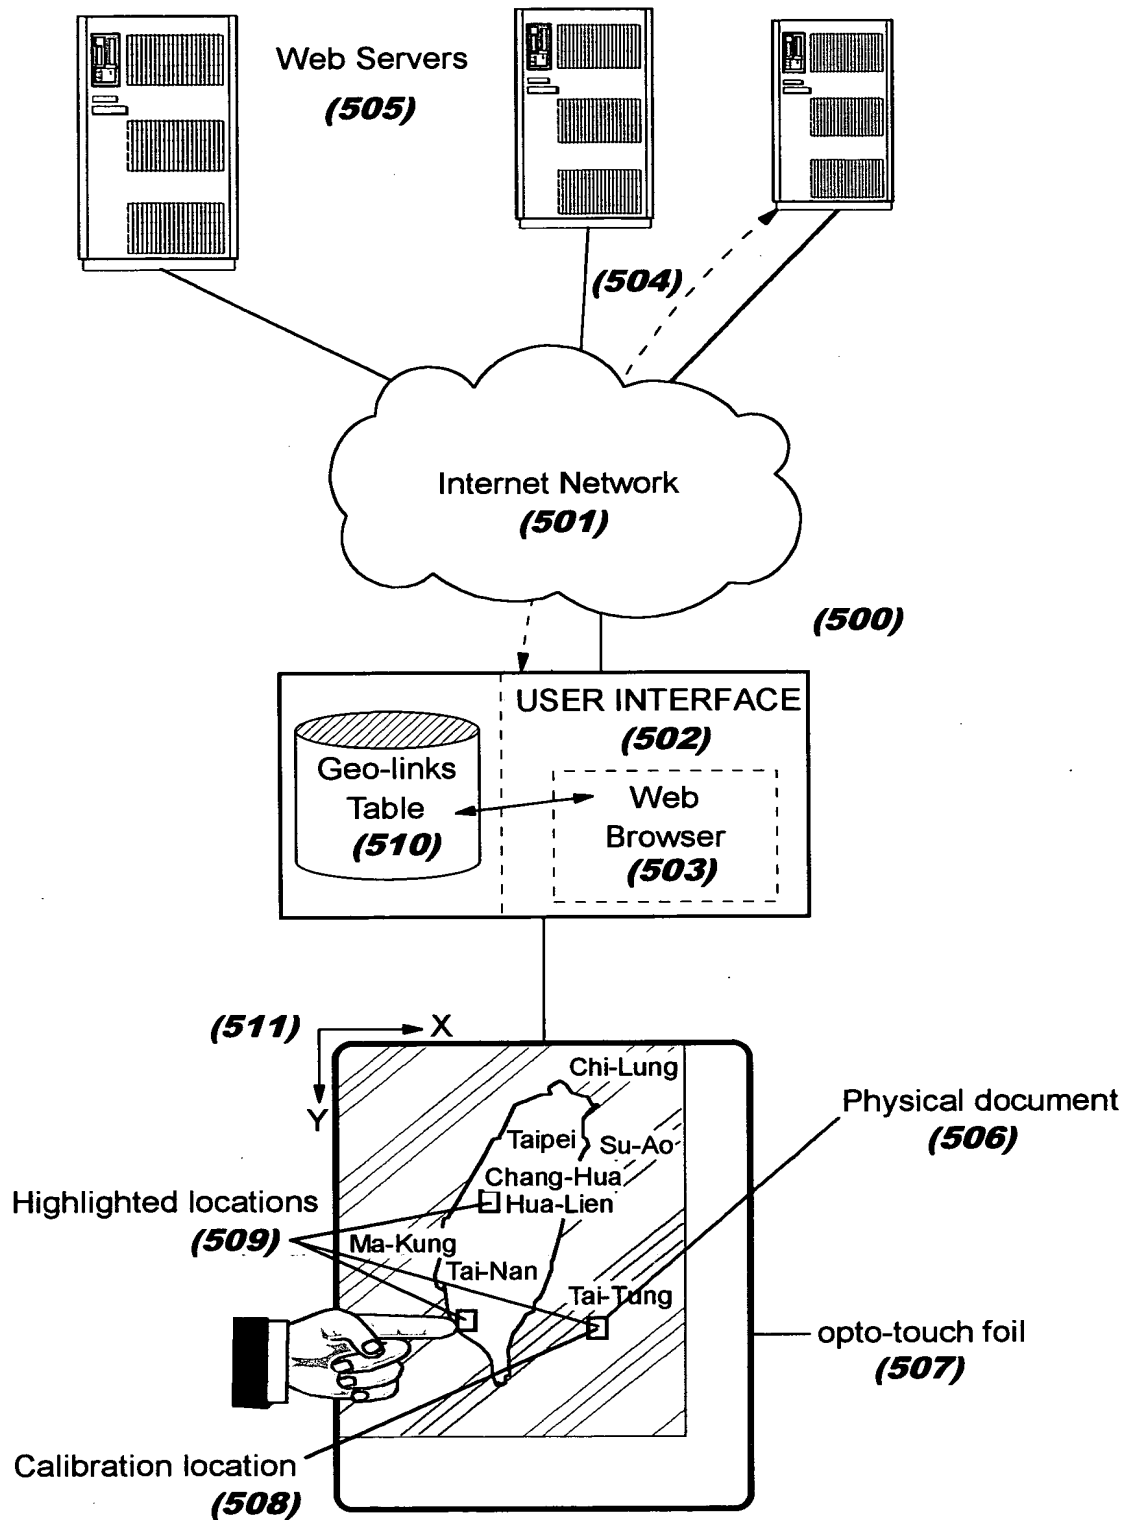 Web Servers
(505)
(504)
Internet Network
(501)
(500)
USER INTERFACE
(502)
Geo-links
Table
(510)
Web
Browser
(503)
(511)
X
Y
Chi-Lung
Taipei
Su-Ao
Chang-Hua
Hua-Lien
Ma-Kung
Tai-Nan
Tai-Tung
Physical document
(506)
Highlighted locations
(509)
opto-touch foil
(507)
Calibration location
(508)